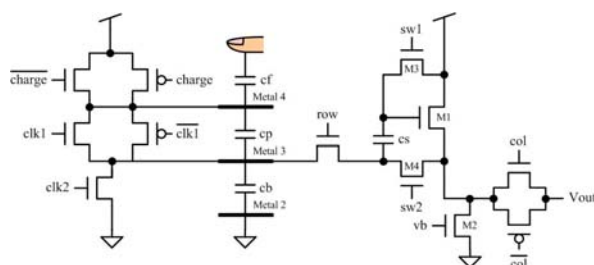 sw1
charge
charge
cf
M3
Metal 4
row
M1
clk1
clk1
cp
cs
Metal 3
col
M4
clk2
cb
sw2
Metal 2
Vout
vb
M2
col